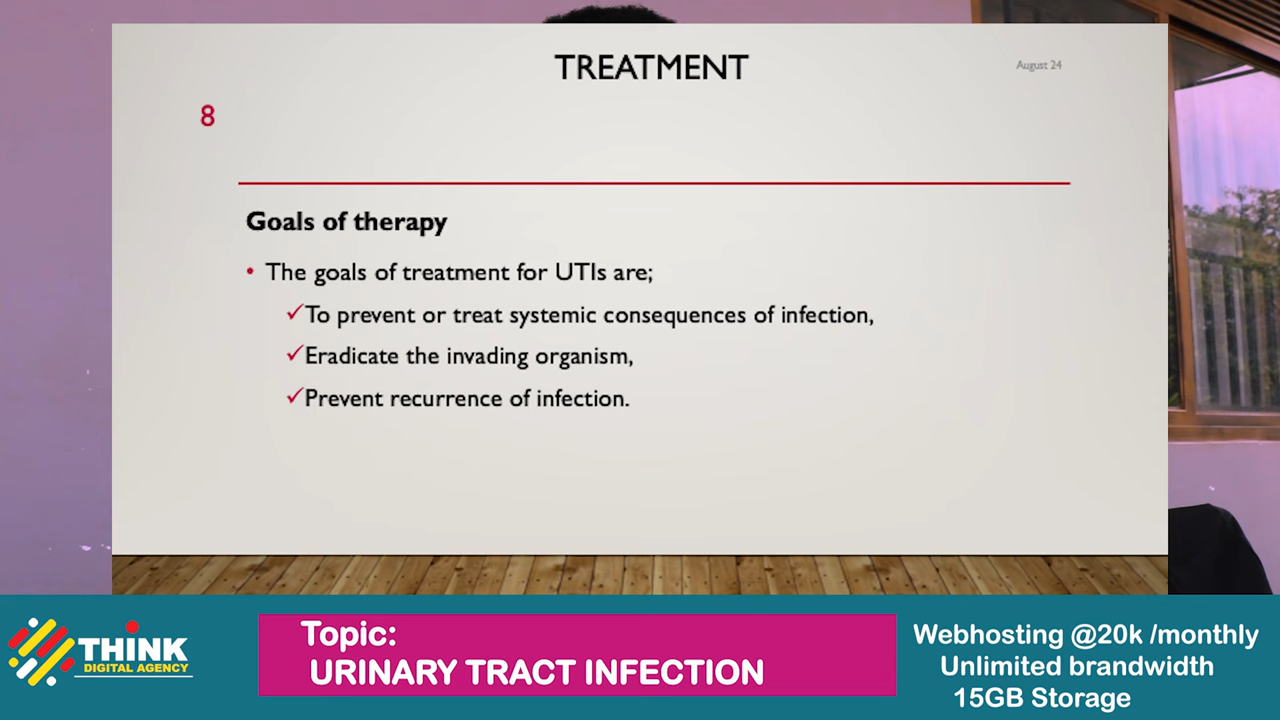 TREATMENT
August 24
8
Goals of therapy
• The goals of treatment for UTIs are;
✓To prevent or treat systemic consequences of infection,
✓Eradicate the invading organism,
✓Prevent recurrence of infection.
THINK
DIGITAL AGENCY
Topic:
URINARY TRACT INFECTION
Webhosting @20k /monthly
Unlimited brandwidth
15GB Storage